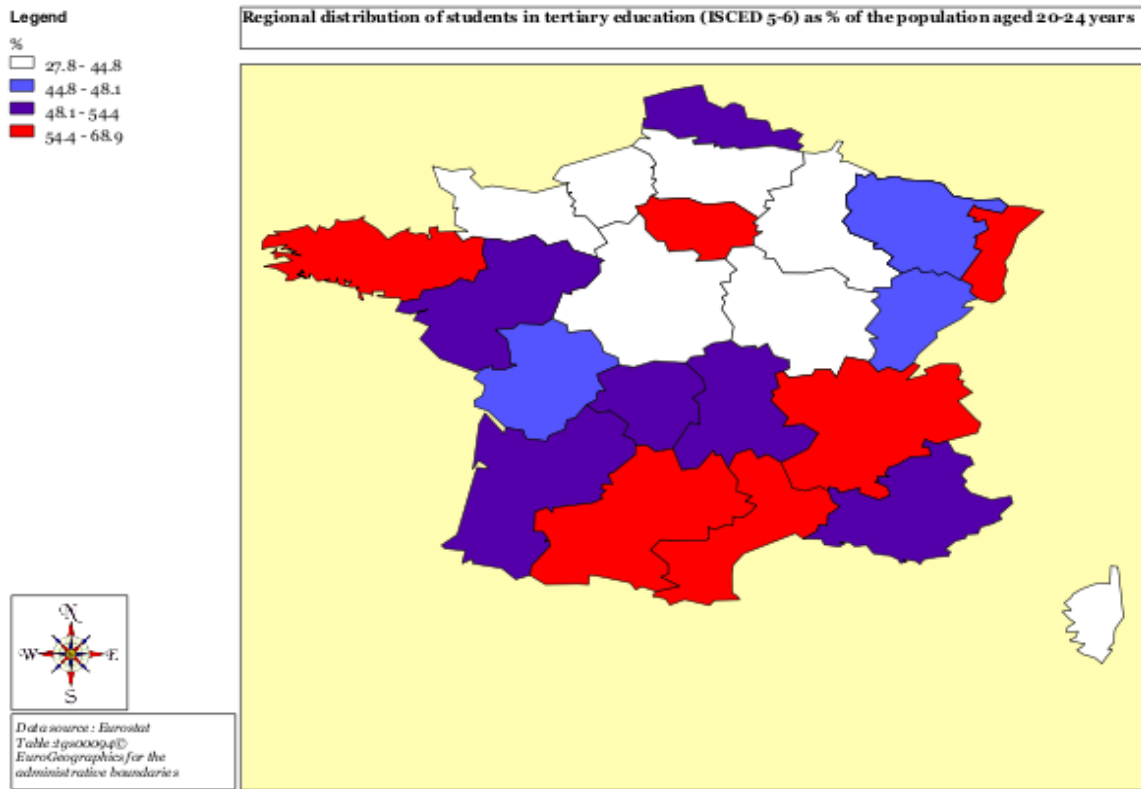 Legend
%
27.8 - 44.8
44.8 - 48.1
48.1 - 54.4
54.4 - 68.9
Regional distribution of students in tertiary education (ISCED 5-6) as % of the population aged 20-24 years
N
W E
S
Data source : Eurostat
Table :tgs00094©
EuroGeographics for the
administrative boundaries